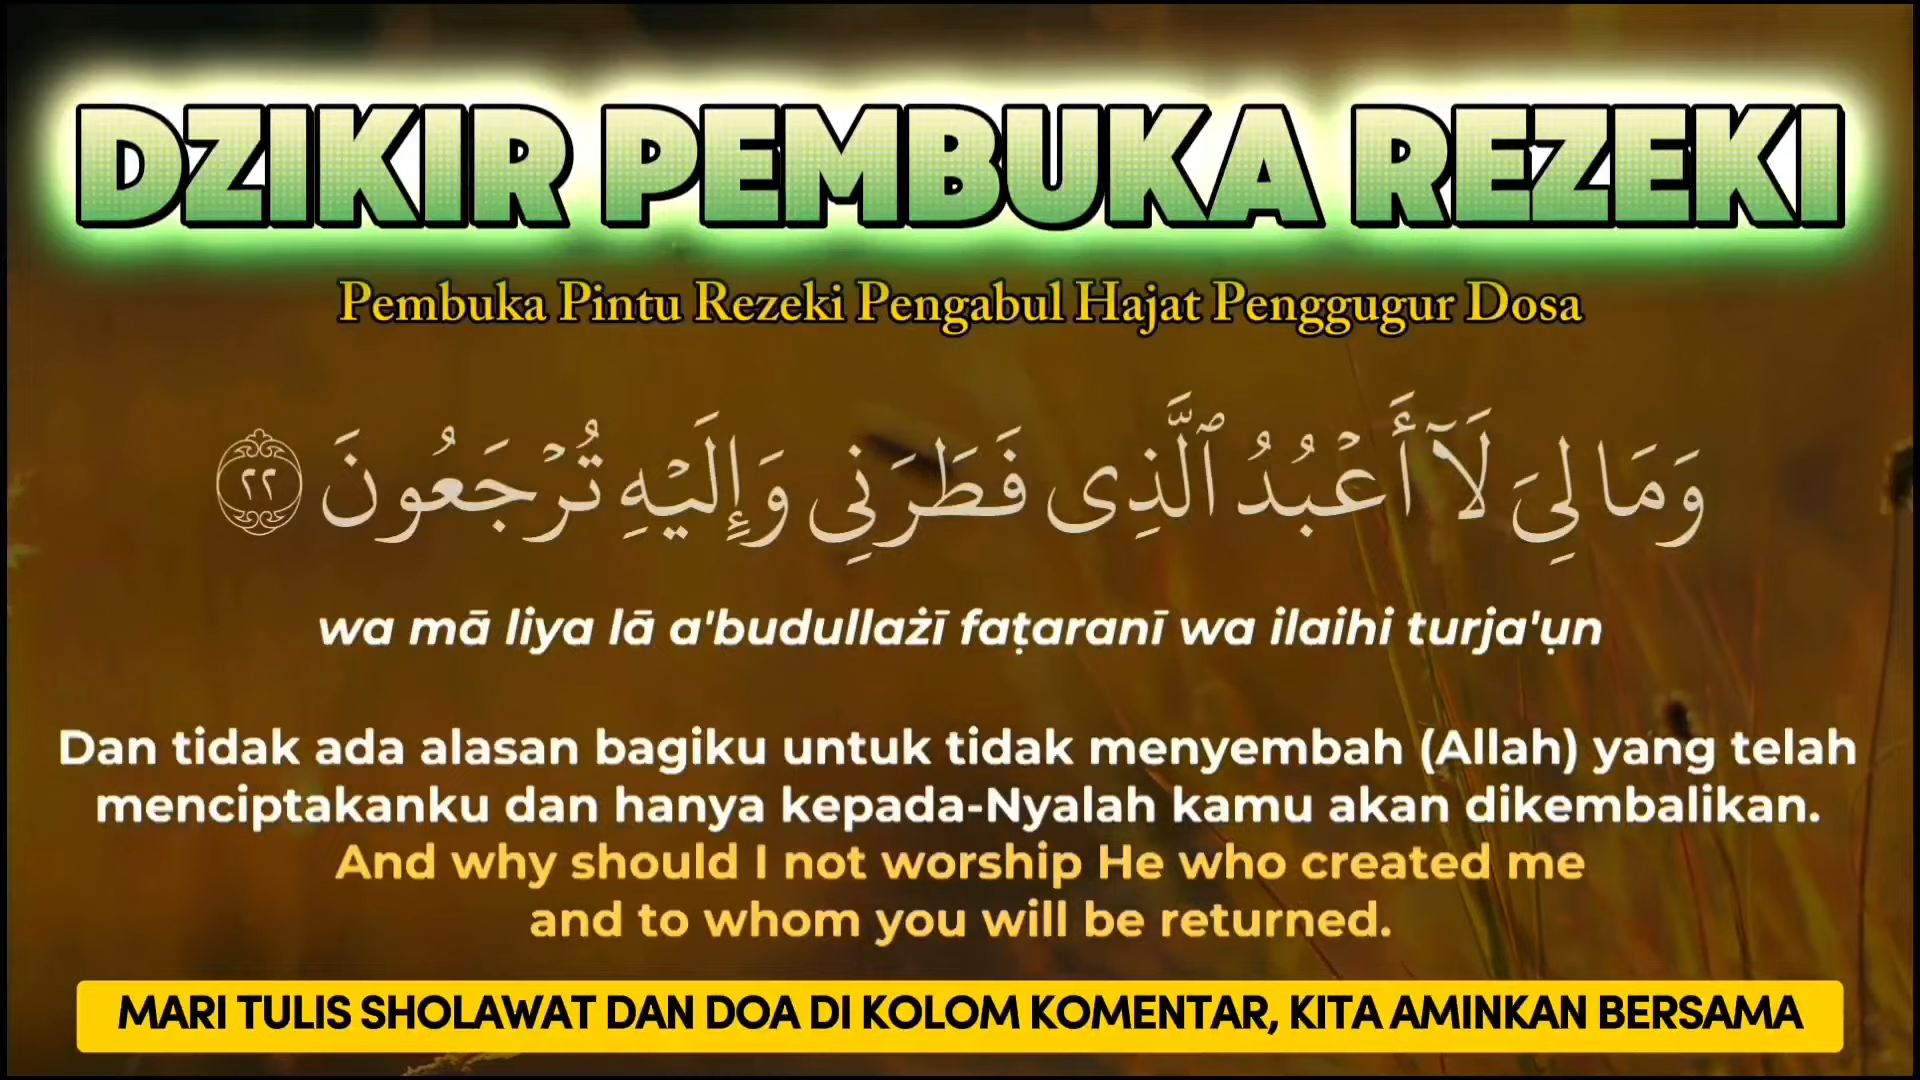 DZIKIR PEMBUKA REZEKI
Pembuka Pintu Rezeki Pengabul Hajat Penggugur Dosa
وَمَا لِىَ لَآ أَعْبُدُ ٱلَّذِى فَطَرَنِى وَإِلَيْهِ تُرْجَعُونَ ٢٢
wa mā liya lā a'budullażī faṭaranī wa ilaihi turja'ụn
Dan tidak ada alasan bagiku untuk tidak menyembah (Allah) yang telah
menciptakanku dan hanya kepada-Nyalah kamu akan dikembalikan.
And why should I not worship He who created me
and to whom you will be returned.
MARI TULIS SHOLAWAT DAN DOA DI KOLOM KOMENTAR, KITA AMINKAN BERSAMA